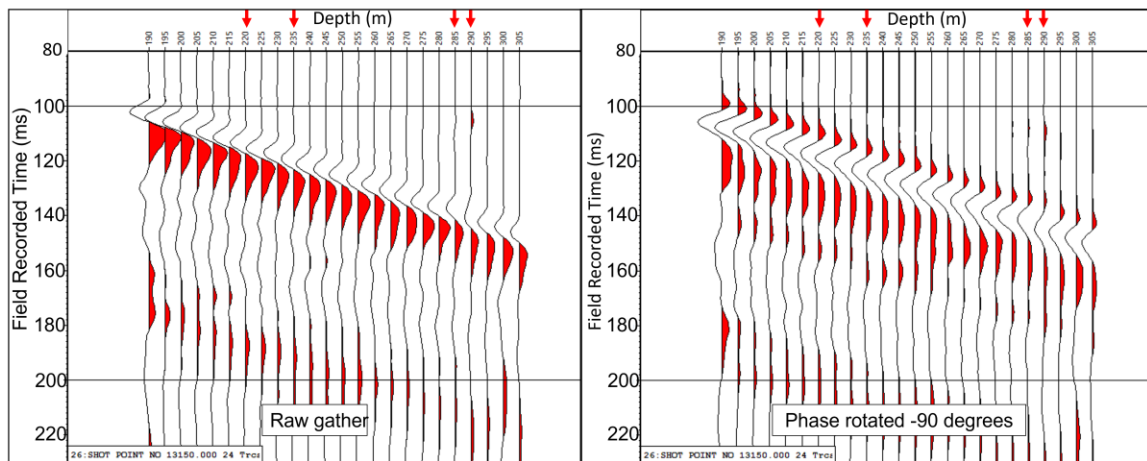 Depth (m)
190 195 200 205 210 215 220 225 230 235 240 245 250 255 260 265 270 275 280 285 290 295 300 305
80
100
120
140
160
180
200
220
Field Recorded Time (ms)
Raw gather
26:SHOT POINT NO 13150.000 24 Trcs
Depth (m)
190 195 200 205 210 215 220 225 230 235 240 245 250 255 260 265 270 275 280 285 290 295 300 305
80
100
120
140
160
180
200
220
Field Recorded Time (ms)
Phase rotated -90 degrees
26:SHOT POINT NO 13150.000 24 Trcs